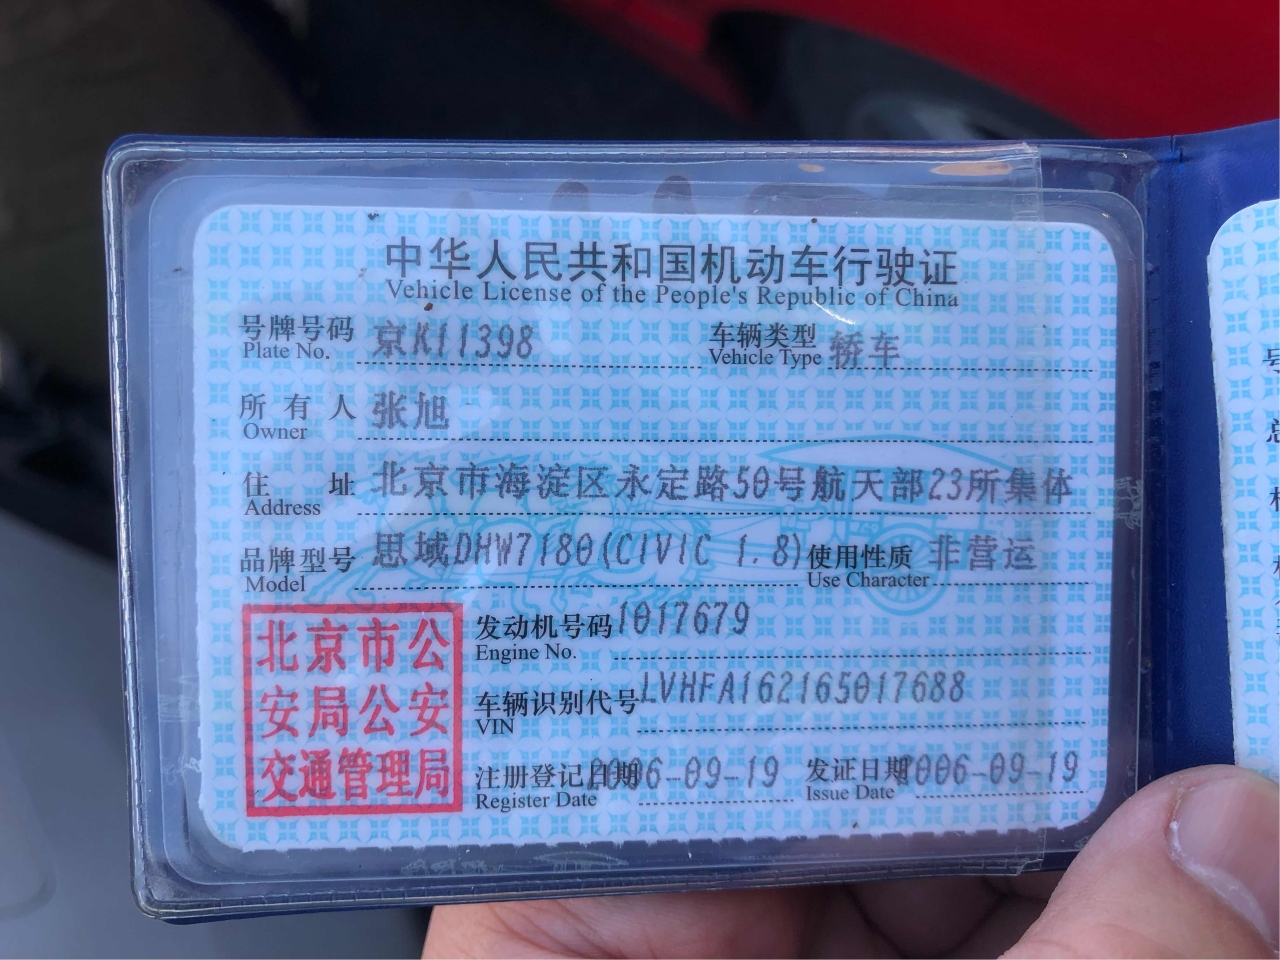 中华人民共和国机动车行驶证
Vehicle License of the People's Republic of China
号牌号码 京K11398 车辆类型 轿车
Plate No. Vehicle Type
所有人 张旭
Owner
住址 北京市海淀区永定路50号航天部23所集体
Address
品牌型号 思域DHW7180(CIVIC 1.8) 使用性质 非营运
Model Use Character
发动机号码 1017679
Engine No.
车辆识别代号 LVHFA162165017688
VIN
注册登记日期 2006-09-19 发证日期 2006-09-19
Register Date Issue Date
北京市公
安局公安
交通管理局
号